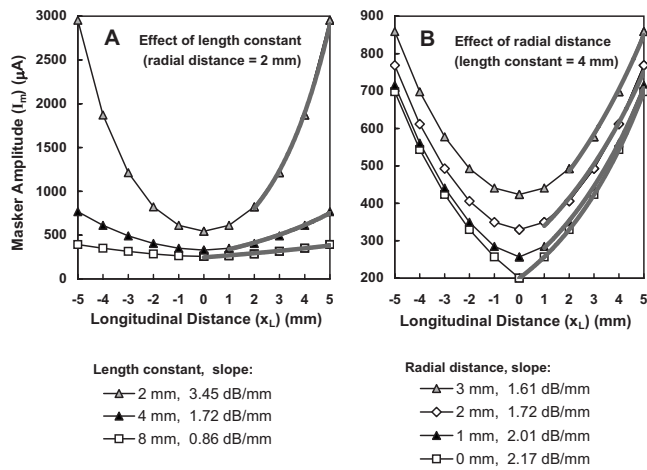 A
Effect of length constant
(radial distance = 2 mm)
3000
2500
2000
1500
1000
500
0
Masker Amplitude (Iₘ) (μA)
-5 -4 -3 -2 -1 0 1 2 3 4 5
Longitudinal Distance (x_L) (mm)
B
Effect of radial distance
(length constant = 4 mm)
900
800
700
600
500
400
300
200
-5 -4 -3 -2 -1 0 1 2 3 4 5
Longitudinal Distance (x_L) (mm)
Length constant, slope:
2 mm, 3.45 dB/mm
4 mm, 1.72 dB/mm
8 mm, 0.86 dB/mm
Radial distance, slope:
3 mm, 1.61 dB/mm
2 mm, 1.72 dB/mm
1 mm, 2.01 dB/mm
0 mm, 2.17 dB/mm